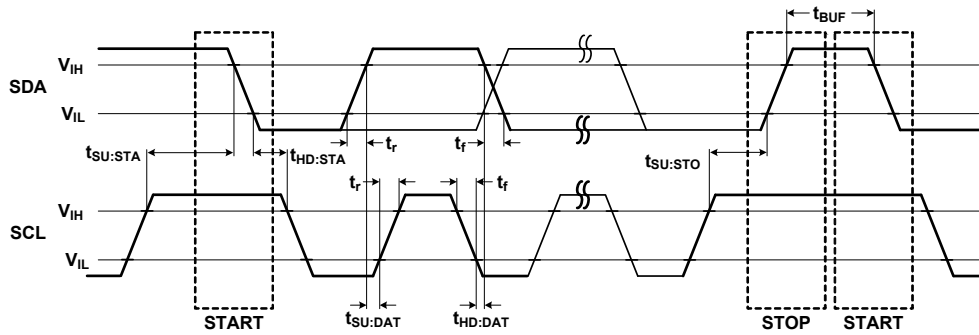 tBUF
VIH
SDA
VIL
tSU:STA
tHD:STA
tr
tf
tSU:STO
tr
tf
VIH
SCL
VIL
tSU:DAT
tHD:DAT
START
STOP
START